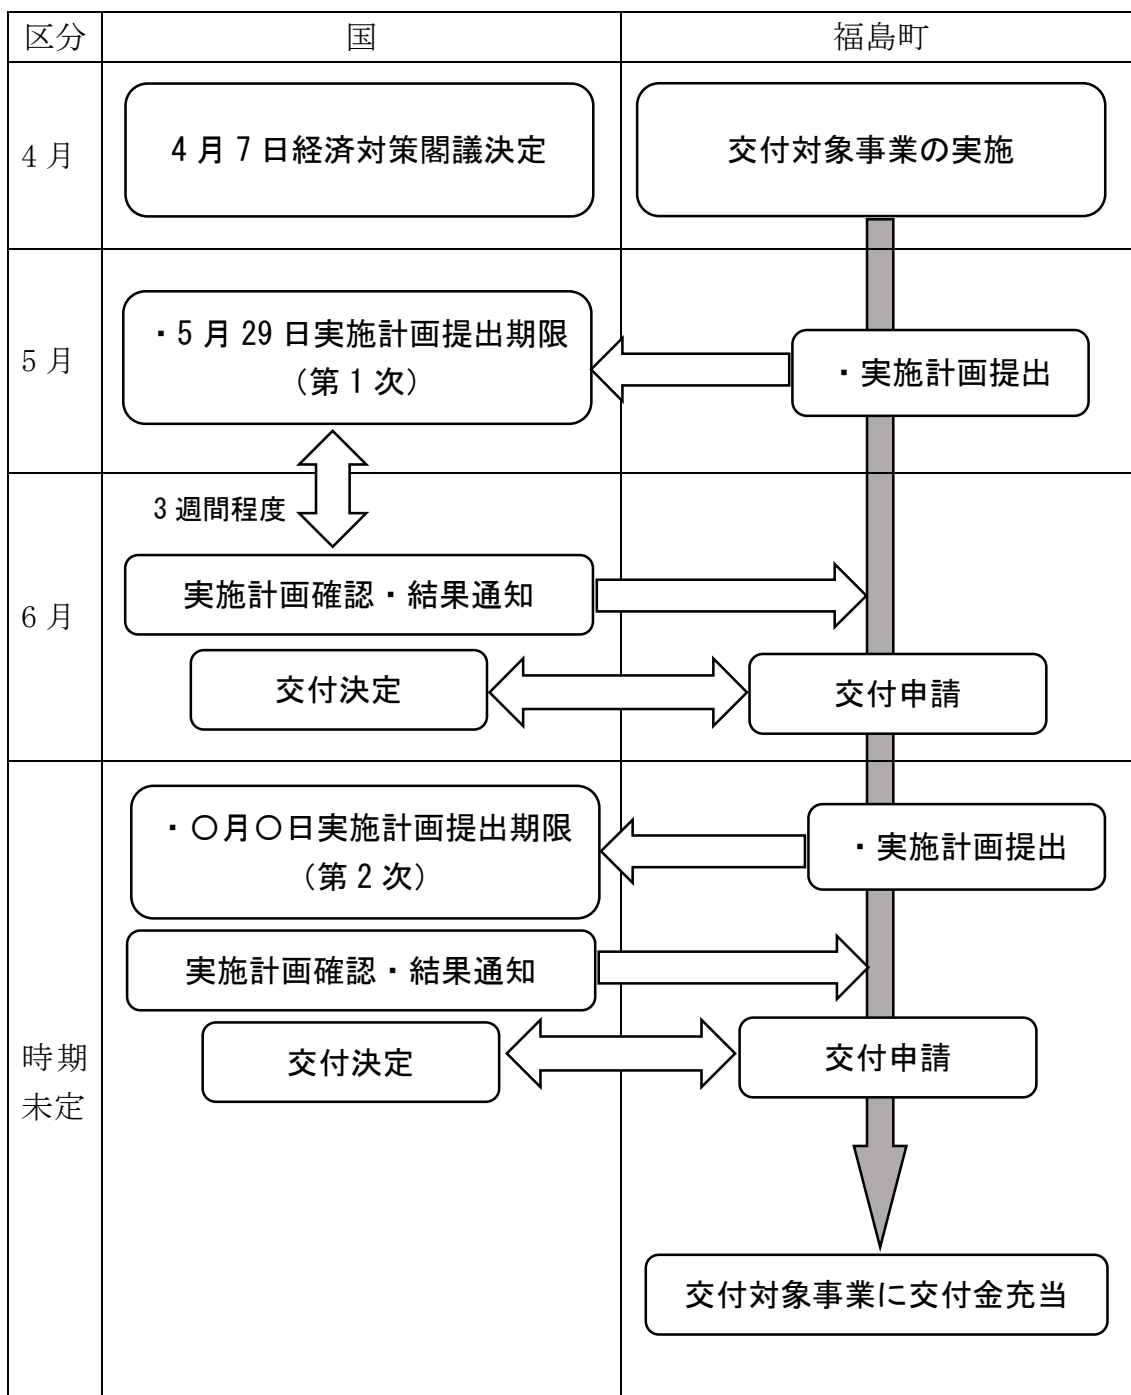 区分
国
福島町
4月
4月7日経済対策閣議決定
交付対象事業の実施
5月
・5月29日実施計画提出期限
（第1次）
・実施計画提出
3週間程度
6月
実施計画確認・結果通知
交付決定
交付申請
時期
未定
・〇月〇日実施計画提出期限
（第2次）
・実施計画提出
実施計画確認・結果通知
交付決定
交付申請
交付対象事業に交付金充当